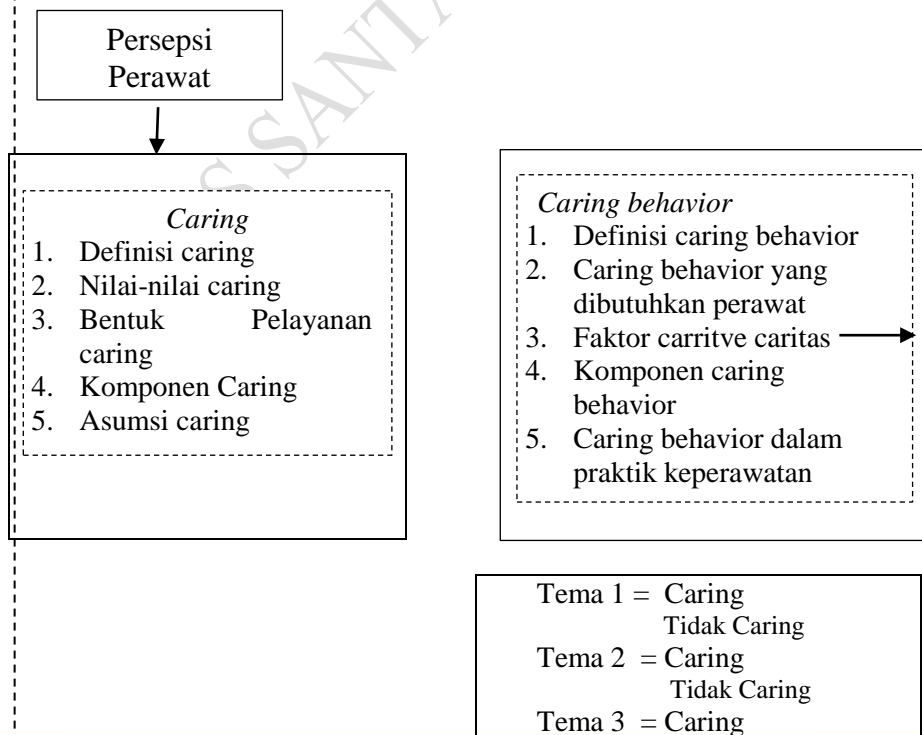 S SANTA
Persepsi
Perawat
Caring
1. Definisi caring
2. Nilai-nilai caring
3. Bentuk Pelayanan
caring
4. Komponen Caring
5. Asumsi caring
Caring behavior
1. Definisi caring behavior
2. Caring behavior yang
dibutuhkan perawat
3. Faktor carritve caritas
4. Komponen caring
behavior
5. Caring behavior dalam
praktik keperawatan
Tema 1 = Caring
Tidak Caring
Tema 2 = Caring
Tidak Caring
Tema 3 = Caring